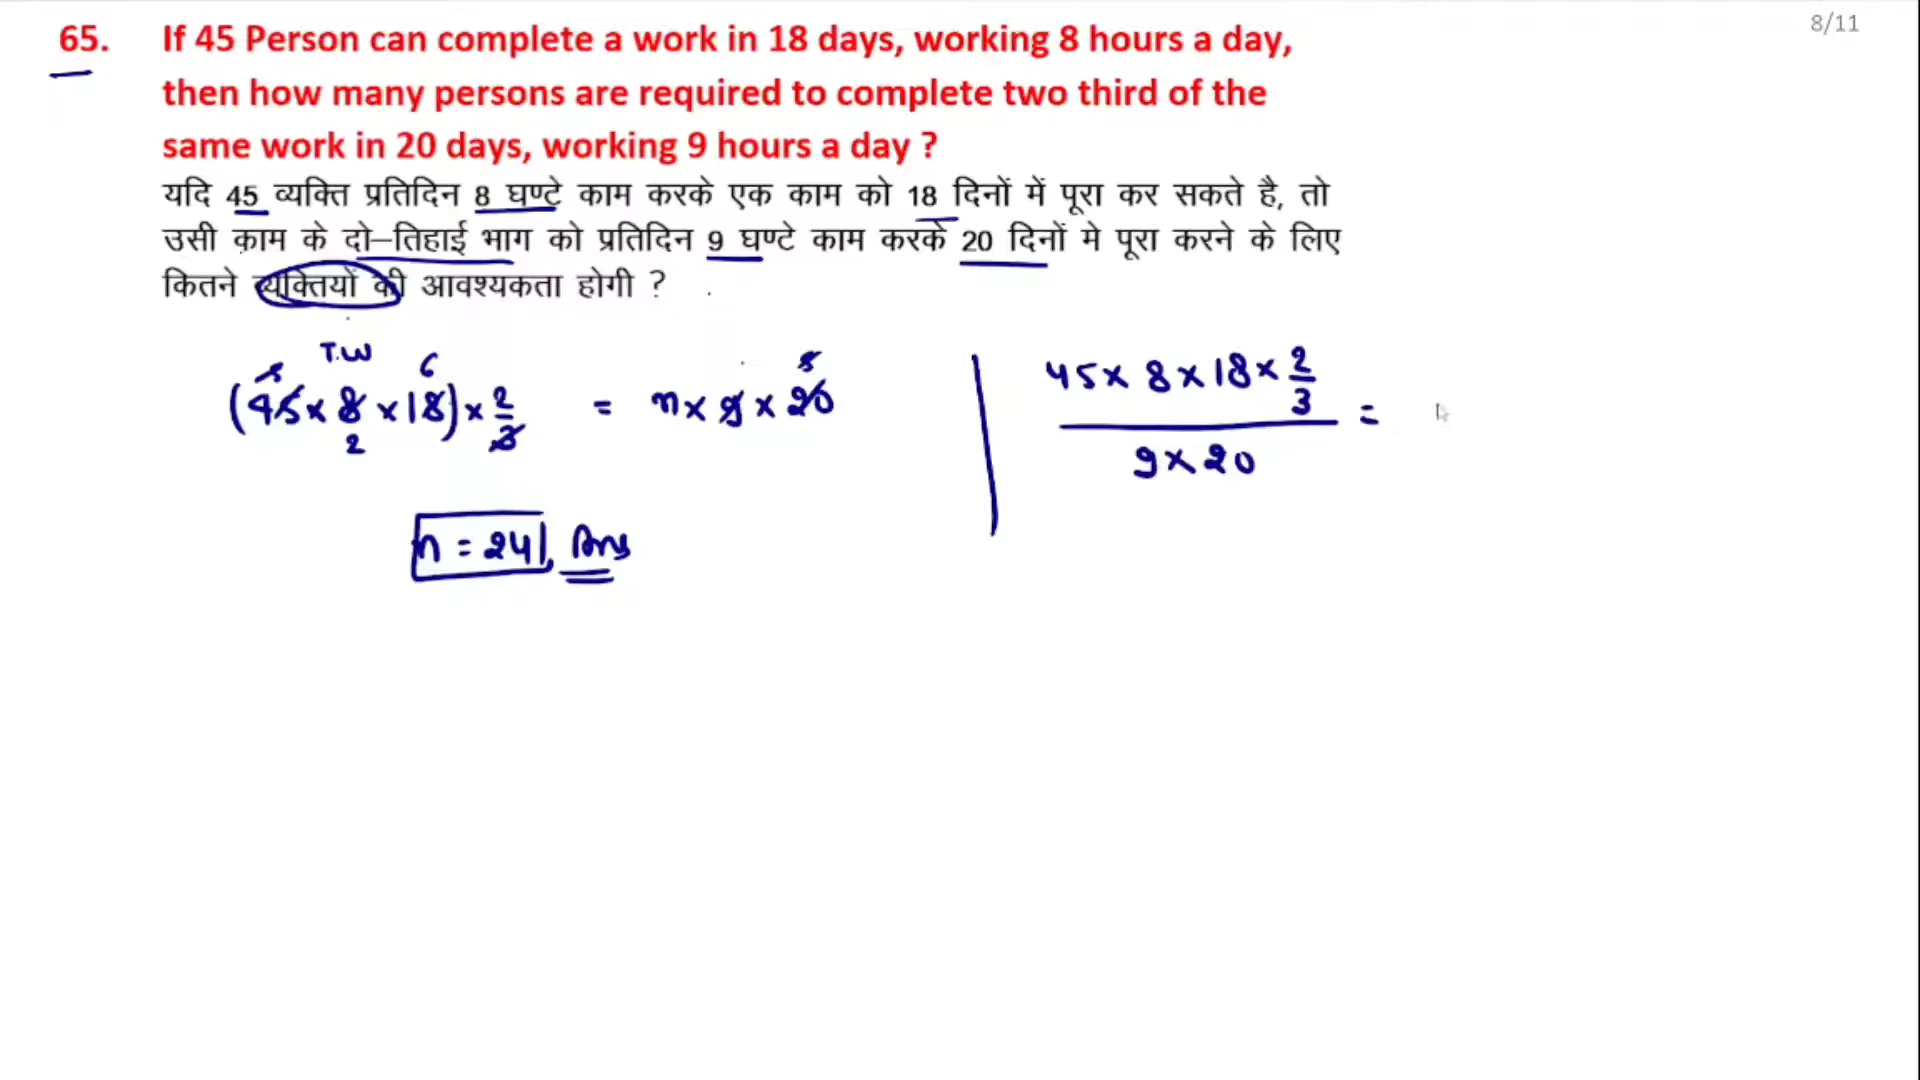 8/11
65. If 45 Person can complete a work in 18 days, working 8 hours a day,
then how many persons are required to complete two third of the
same work in 20 days, working 9 hours a day ?
यदि 45 व्यक्ति प्रतिदिन 8 घण्टे काम करके एक काम को 18 दिनों में पूरा कर सकते है, तो
उसी काम के दो–तिहाई भाग को प्रतिदिन 9 घण्टे काम करके 20 दिनों मे पूरा करने के लिए
कितने व्यक्तियों की आवश्यकता होगी ?
T.W 6
(45 × 8 × 18) × 2/3 = n × 9 × 20
2
n = 24 Ans
45 × 8 × 18 × 2/3 =
9 × 20